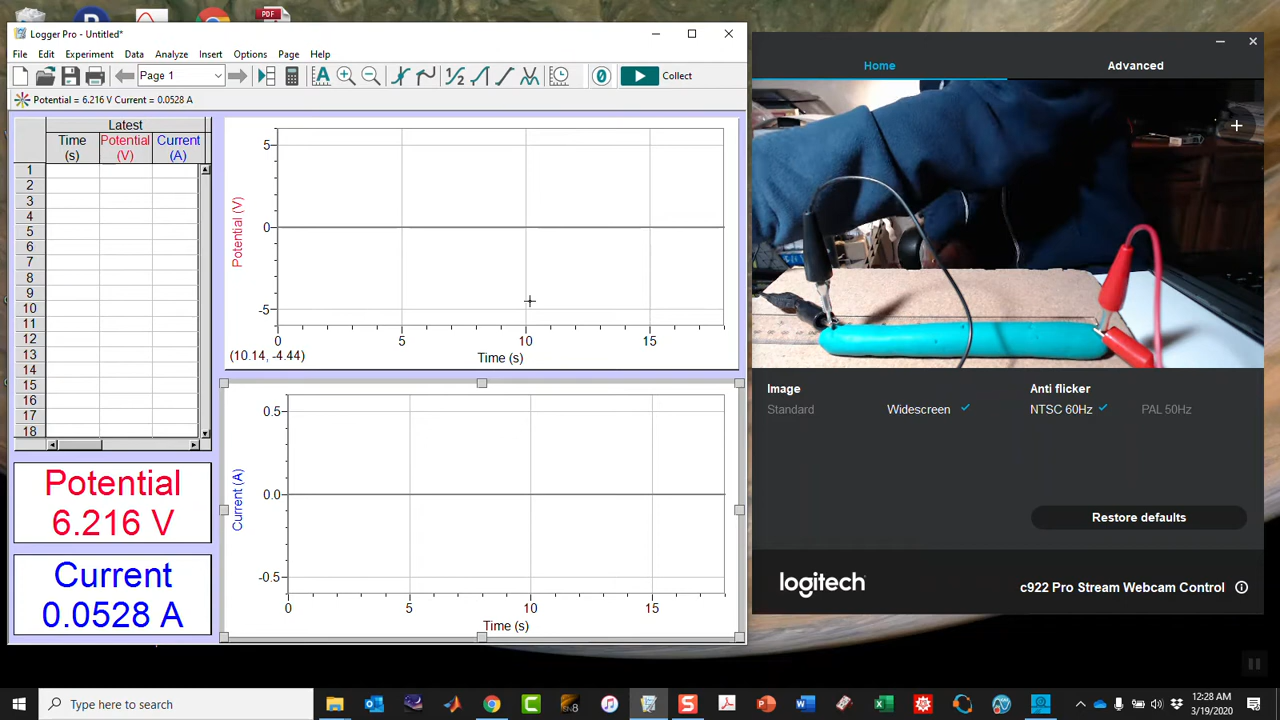 PDF
Logger Pro - Untitled*
File Edit Experiment Data Analyze Insert Options Page Help
Page 1
Collect
Potential = 6.216 V Current = 0.0528 A
Latest
Time (s) Potential (V) Current (A)
1
2
3
4
5
6
7
8
9
10
11
12
13
14
15
16
17
18
Potential
6.216 V
Current
0.0528 A
Potential (V)
5
0
-5
0 5 10 15
(10.14, -4.44)
Time (s)
Current (A)
0.5
0.0
-0.5
0 5 10 15
Time (s)
Home Advanced
Image
Standard Widescreen
Anti flicker
NTSC 60Hz PAL 50Hz
Restore defaults
logitech
c922 Pro Stream Webcam Control
Type here to search
12:28 AM
3/19/2020